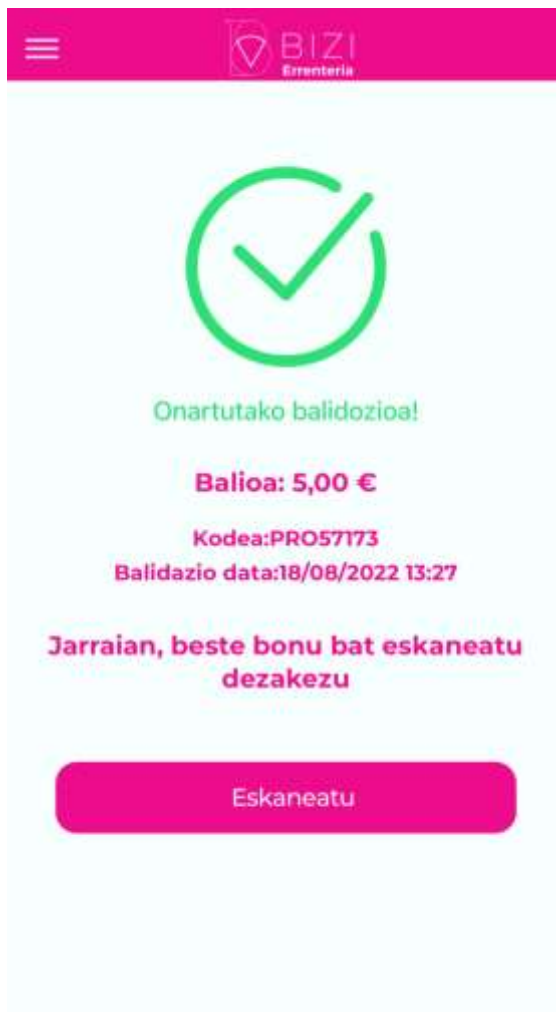 BIZI
Errenteria
Onartutako balidozioa!
Balioa: 5,00 €
Kodea:PRO57173
Balidazio data:18/08/2022 13:27
Jarraian, beste bonu bat eskaneatu
dezakezu
Eskaneatu